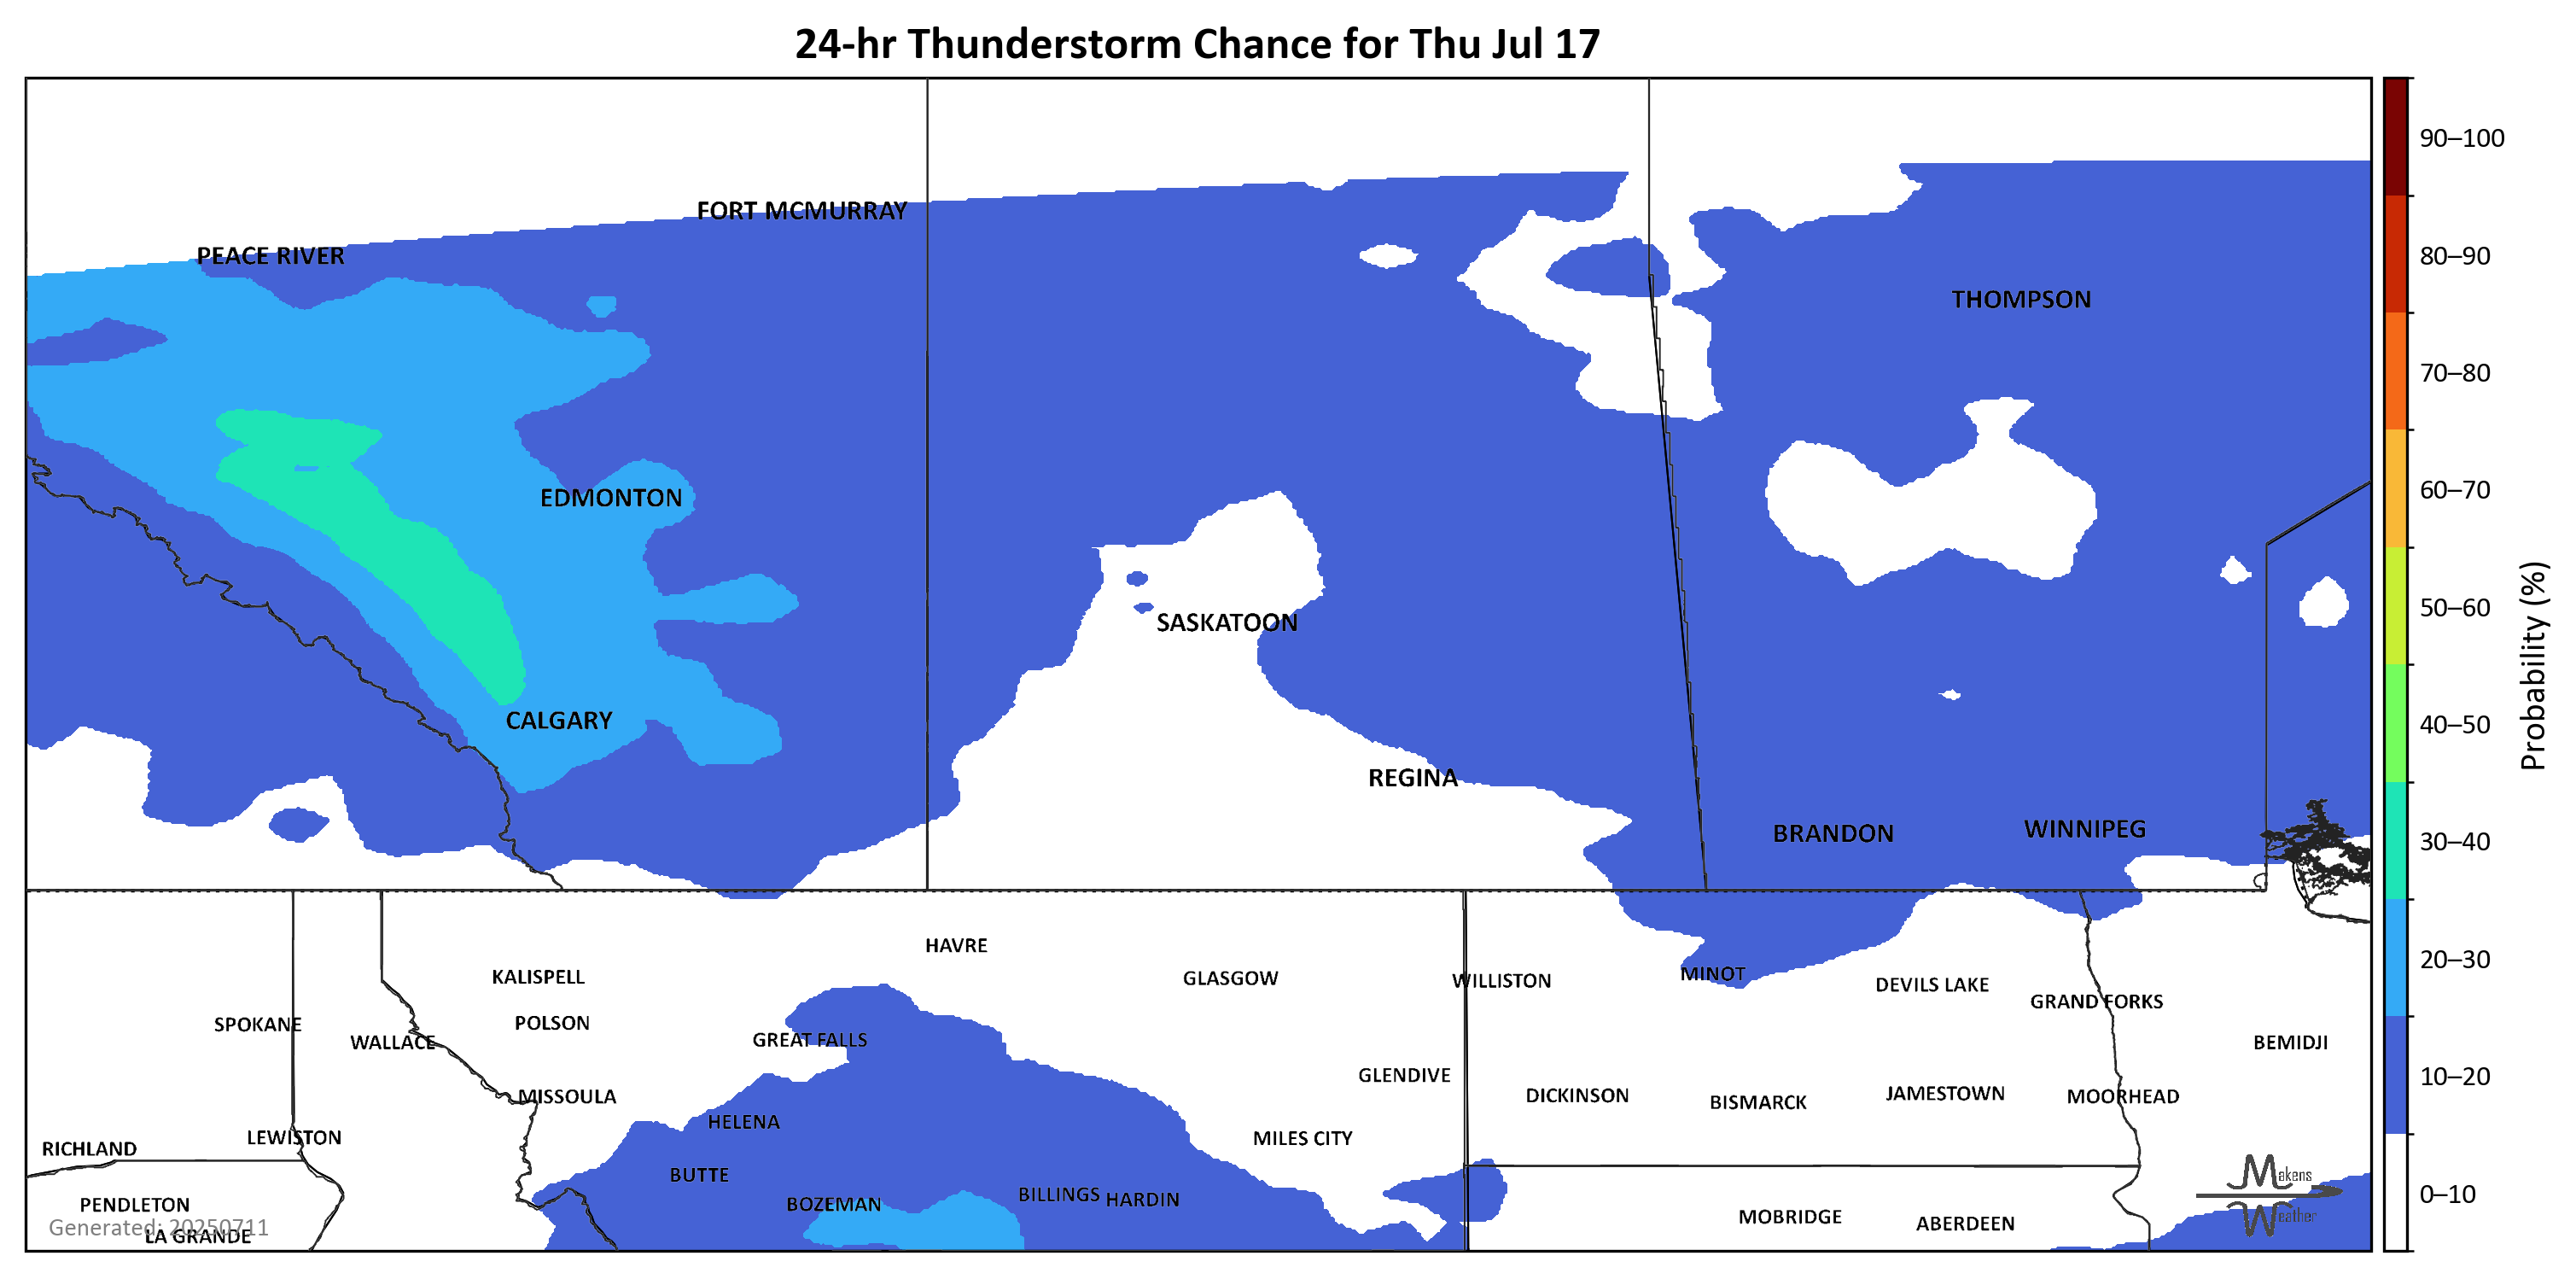 24-hr Thunderstorm Chance for Thu Jul 17
90–100
FORT MCMURRAY
PEACE RIVER
80–90
THOMPSON
70–80
60–70
EDMONTON
50–60
SASKATOON
Probability (%)
CALGARY
40–50
REGINA
BRANDON
WINNIPEG
30–40
HAVRE
20–30
KALISPELL
GLASGOW
WILLISTON
MINOT
DEVILS LAKE
GRAND FORKS
SPOKANE
POLSON
WALLACE
GREAT FALLS
BEMIDJI
10–20
GLENDIVE
MISSOULA
DICKINSON
BISMARCK
JAMESTOWN
MOORHEAD
HELENA
LEWISTON
MILES CITY
RICHLAND
BUTTE
0–10
Makens
Weather
PENDLETON
BOZEMAN
BILLINGS
HARDIN
MOBRIDGE
ABERDEEN
Generated: 20250711
LA GRANDE